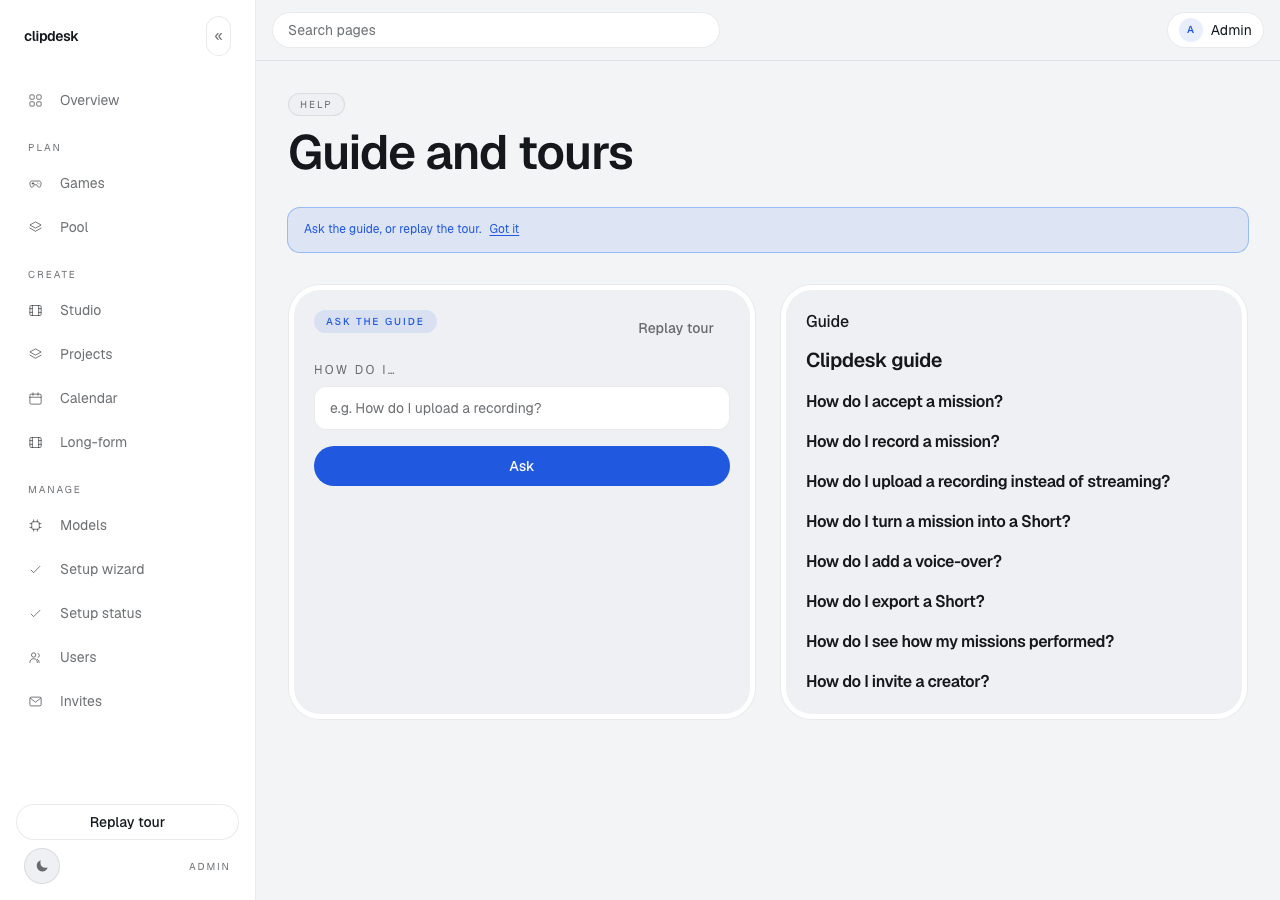 clipdesk
«
Overview
PLAN
Games
Pool
CREATE
Studio
Projects
Calendar
Long-form
MANAGE
Models
Setup wizard
Setup status
Users
Invites
Replay tour
ADMIN
Search pages
A
Admin
HELP
Guide and tours
Ask the guide, or replay the tour. Got it
ASK THE GUIDE
Replay tour
HOW DO I…
e.g. How do I upload a recording?
Ask
Guide
Clipdesk guide
How do I accept a mission?
How do I record a mission?
How do I upload a recording instead of streaming?
How do I turn a mission into a Short?
How do I add a voice-over?
How do I export a Short?
How do I see how my missions performed?
How do I invite a creator?